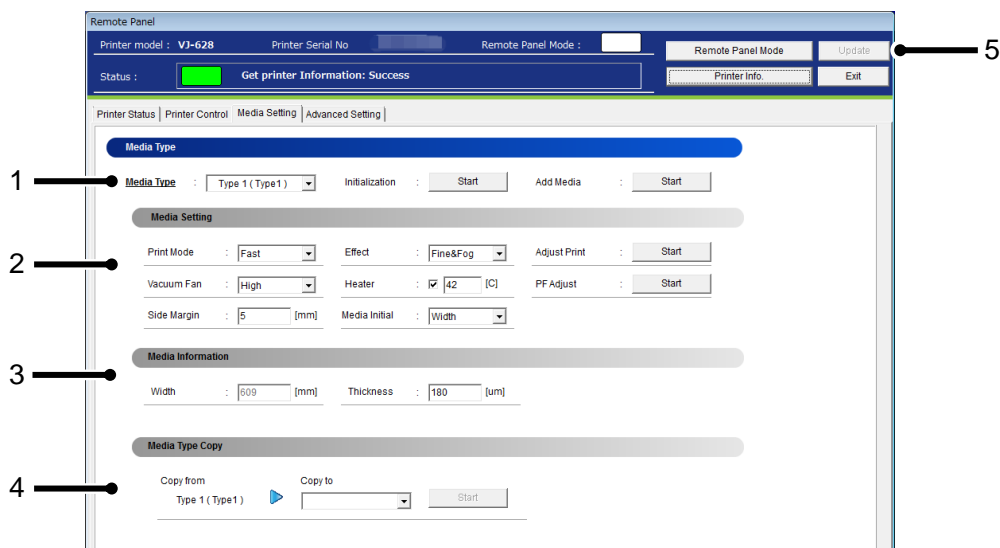 Remote Panel
Printer model : VJ-628 Printer Serial No Remote Panel Mode : Remote Panel Mode Update 5
Status : Get printer Information: Success Printer Info. Exit
Printer Status Printer Control Media Setting Advanced Setting
Media Type
1 Media Type : Type 1 ( Type1 ) Initialization : Start Add Media : Start
Media Setting
2 Print Mode : Fast Effect : Fine&Fog Adjust Print : Start
Vacuum Fan : High Heater : 42 [C] PF Adjust : Start
Side Margin : 5 [mm] Media Initial : Width
Media Information
3 Width : 609 [mm] Thickness : 180 [um]
Media Type Copy
4 Copy from Copy to
Type 1 ( Type1 ) Start